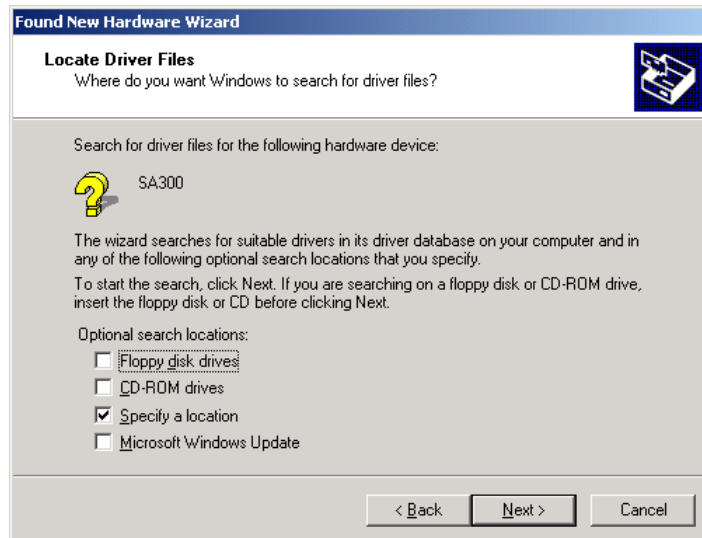 Found New Hardware Wizard
Locate Driver Files
Where do you want Windows to search for driver files?
Search for driver files for the following hardware device:
SA300
The wizard searches for suitable drivers in its driver database on your computer and in
any of the following optional search locations that you specify.
To start the search, click Next. If you are searching on a floppy disk or CD-ROM drive,
insert the floppy disk or CD before clicking Next.
Optional search locations:
Floppy disk drives
CD-ROM drives
Specify a location
Microsoft Windows Update
< Back Next > Cancel